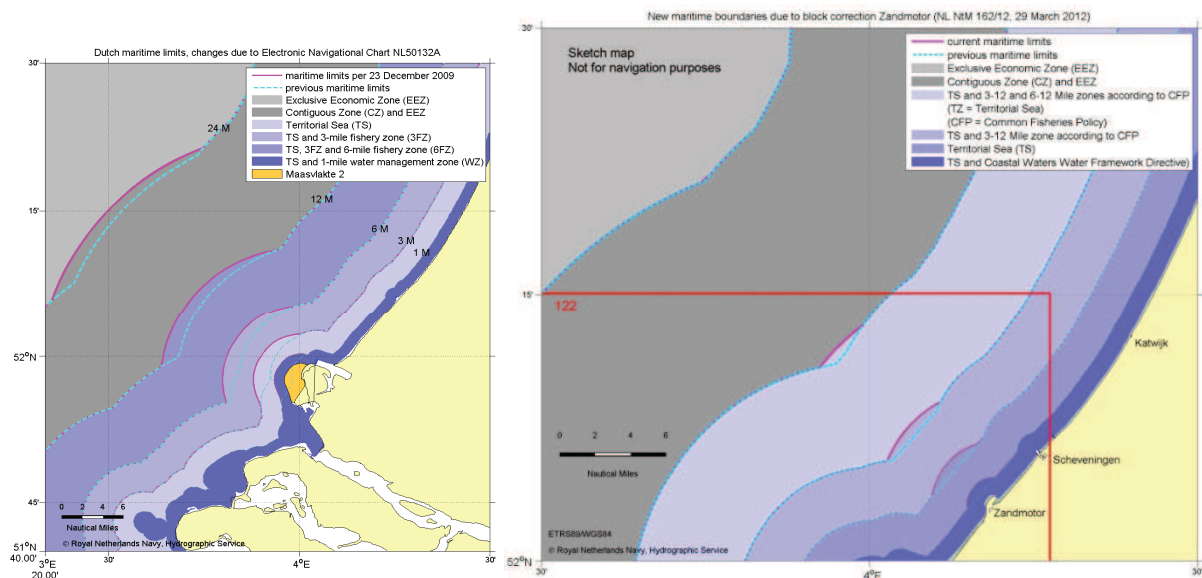 Dutch maritime limits, changes due to Electronic Navigational Chart NL50132A
30'
maritime limits per 23 December 2009
previous maritime limits
Exclusive Economic Zone (EEZ)
Contiguous Zone (CZ) and EEZ
Territorial Sea (TS)
TS and 3-mile fishery zone (3FZ)
TS, 3FZ and 6-mile fishery zone (6FZ)
TS and 1-mile water management zone (WZ)
Maasvlakte 2
24 M
15'
12 M
6 M
3 M
1 M
52°N
45'
0 2 4 6
Nautical Miles
© Royal Netherlands Navy, Hydrographic Service
51°N
40.00'
3°E
20.00'
30'
4°E
30'
New maritime boundaries due to block correction Zandmotor (NL NtM 162/12, 29 March 2012)
30'
Sketch map
Not for navigation purposes
current maritime limits
previous maritime limits
Exclusive Economic Zone (EEZ)
Contiguous Zone (CZ) and EEZ
TS and 3-12 and 6-12 Mile zones according to CFP
(TZ = Territorial Sea)
(CFP = Common Fisheries Policy)
TS and 3-12 Mile zone according to CFP
Territorial Sea (TS)
TS and Coastal Waters Water Framework Directive)
15'
122
Katwijk
0 2 4 6
Nautical Miles
Scheveningen
Zandmotor
ETRS89/WGS84
© Royal Netherlands Navy, Hydrographic Service
52°N
30'
4°E
30'